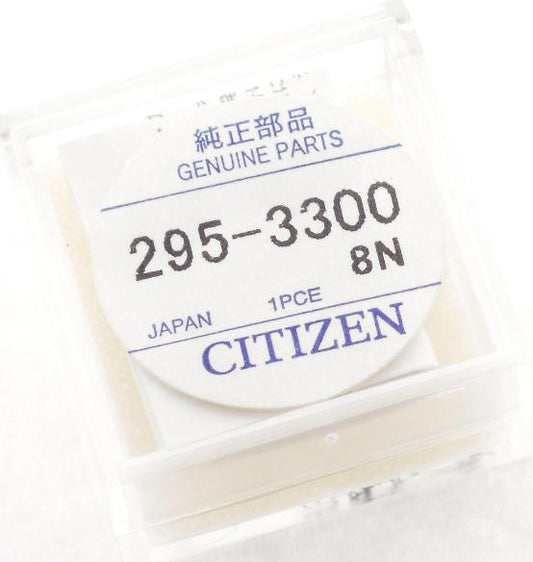 純正部品
GENUINE PARTS
295-3300
8N
JAPAN 1PCE
CITIZEN